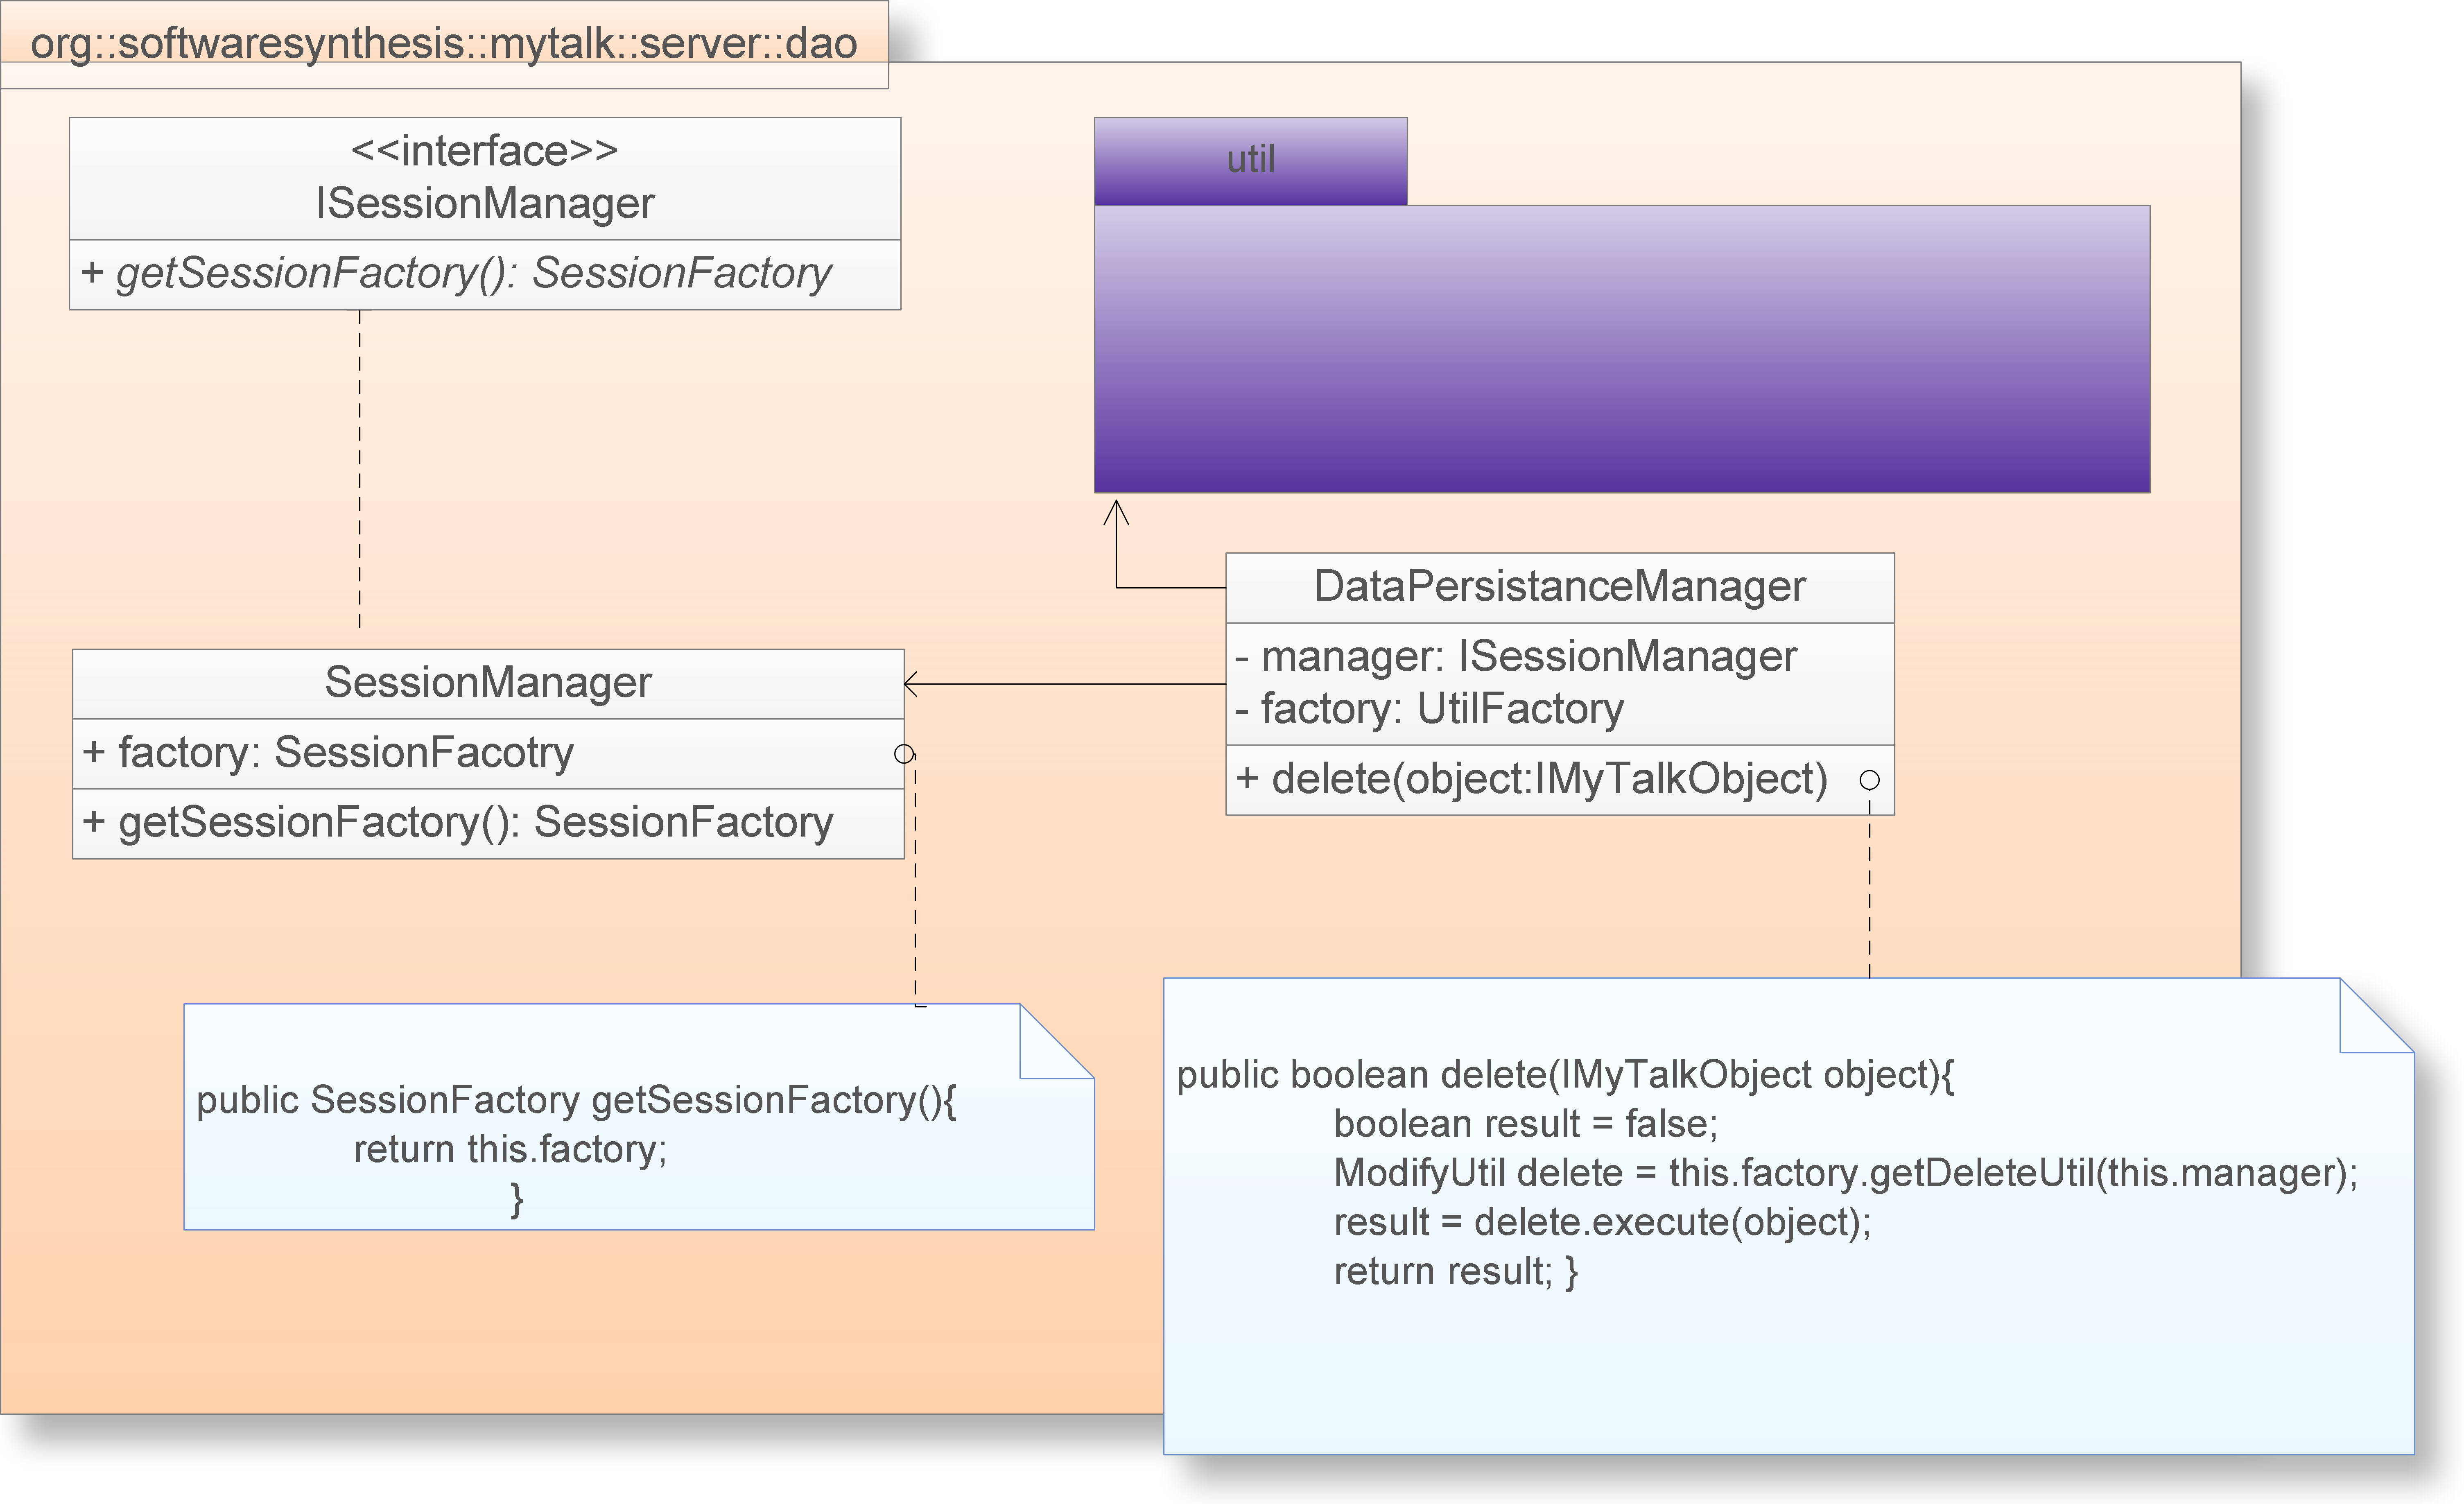 org::softwaresynthesis::mytalk::server::dao
<<interface>>
ISessionManager
+ getSessionFactory(): SessionFactory
util
DataPersistanceManager
- manager: ISessionManager
- factory: UtilFactory
+ delete(object:IMyTalkObject)
SessionManager
+ factory: SessionFacotry
+ getSessionFactory(): SessionFactory
public SessionFactory getSessionFactory(){
return this.factory;
}
public boolean delete(IMyTalkObject object){
boolean result = false;
ModifyUtil delete = this.factory.getDeleteUtil(this.manager);
result = delete.execute(object);
return result; }